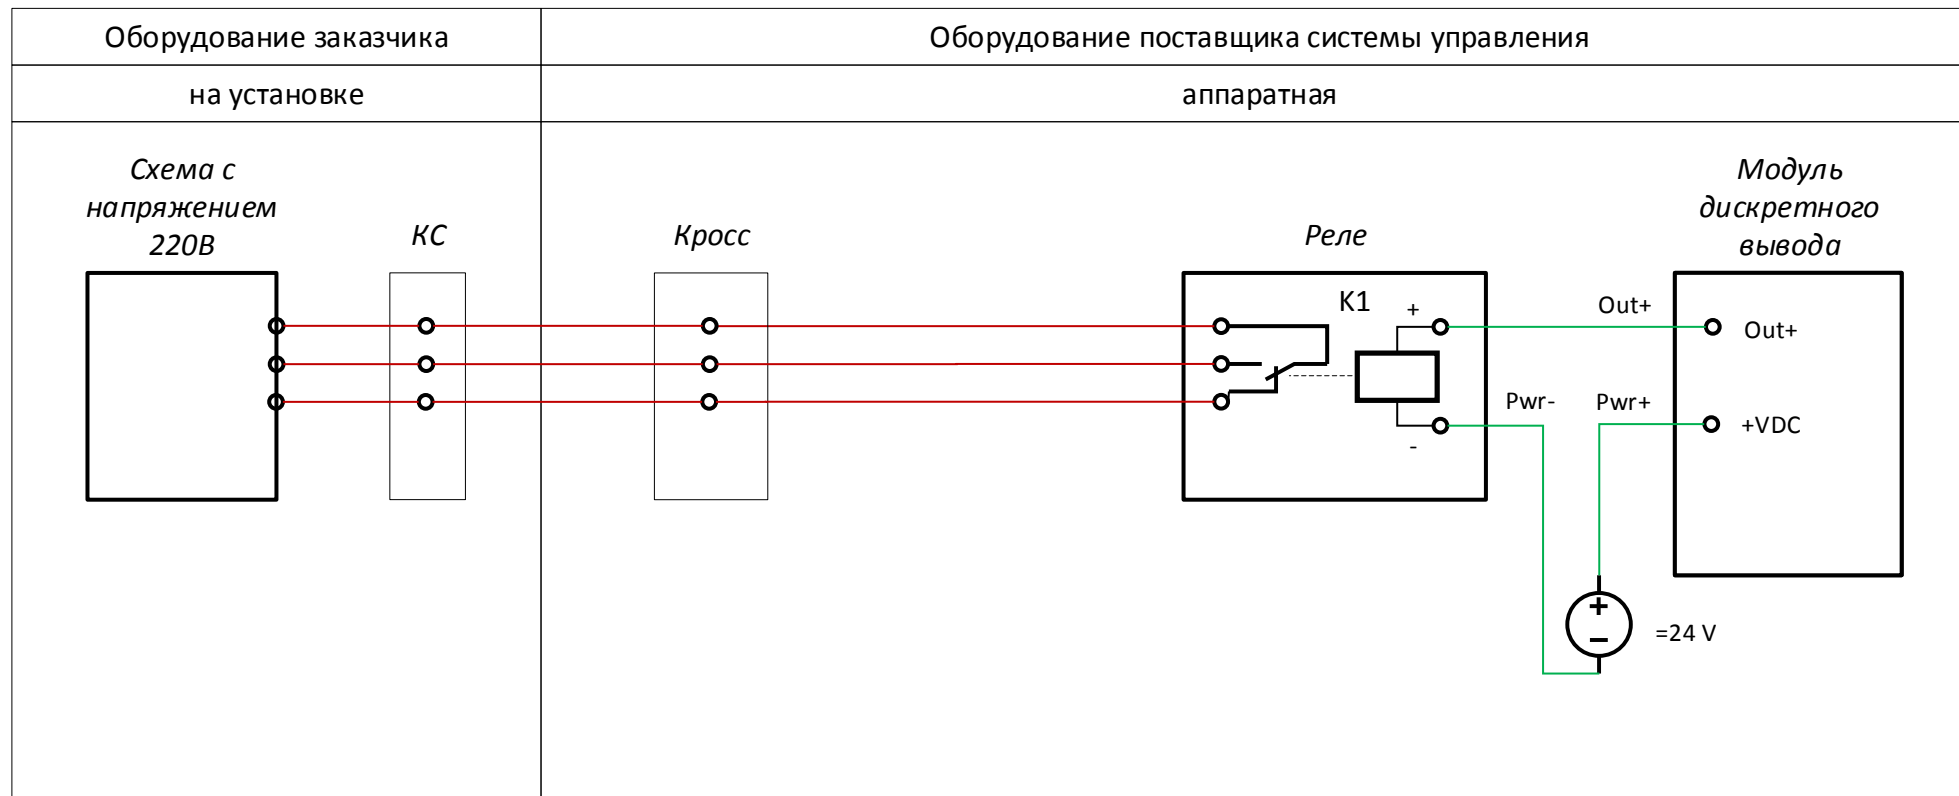 Оборудование заказчика
Оборудование поставщика системы управления
на установке
аппаратная
Схема с
напряжением
220В
КС
Кросс
Реле
Модуль
дискретного
вывода
K1
+
-
Out+
Out+
Pwr-
Pwr+
+VDC
+
−
=24 V